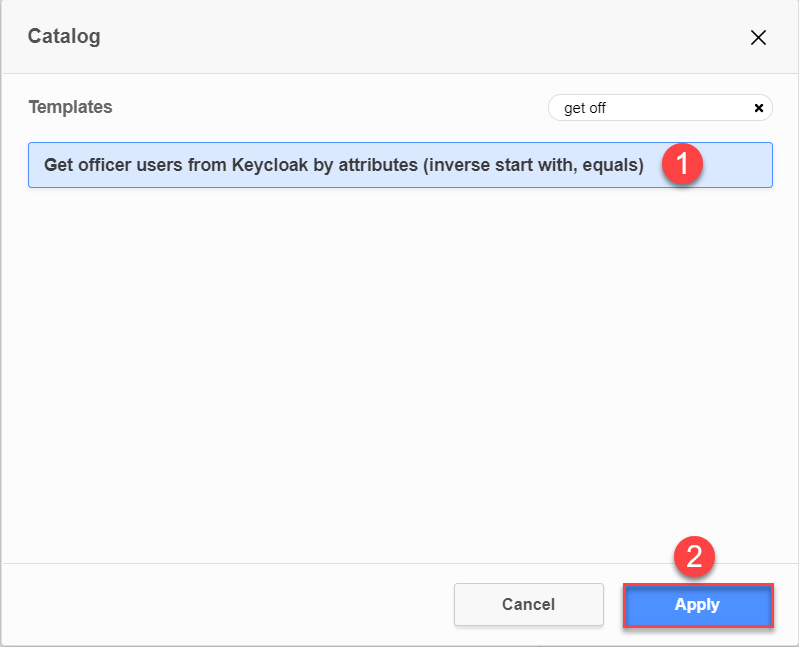 Catalog
Templates
get off
Get officer users from Keycloak by attributes (inverse start with, equals)
1
2
Cancel
Apply